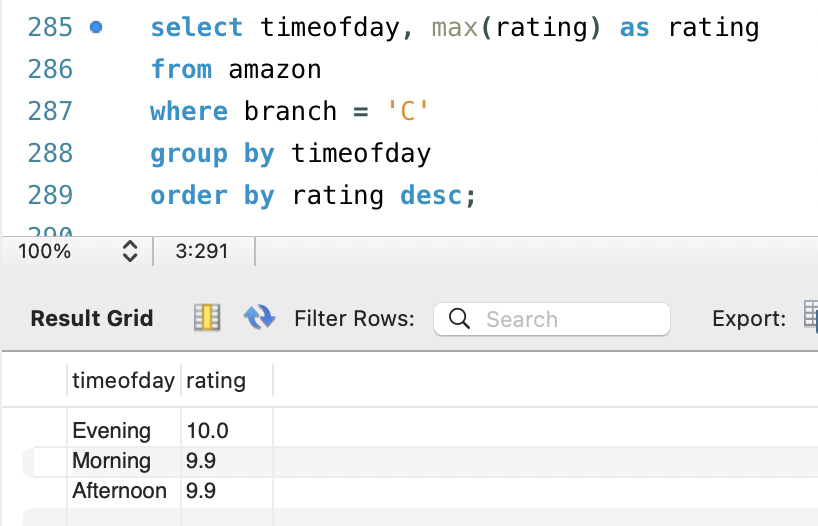 285 select timeofday, max(rating) as rating
286 from amazon
287 where branch = 'C'
288 group by timeofday
289 order by rating desc;
290
100% 3:291
Result Grid Filter Rows: Search Export:
timeofday rating
Evening 10.0
Morning 9.9
Afternoon 9.9